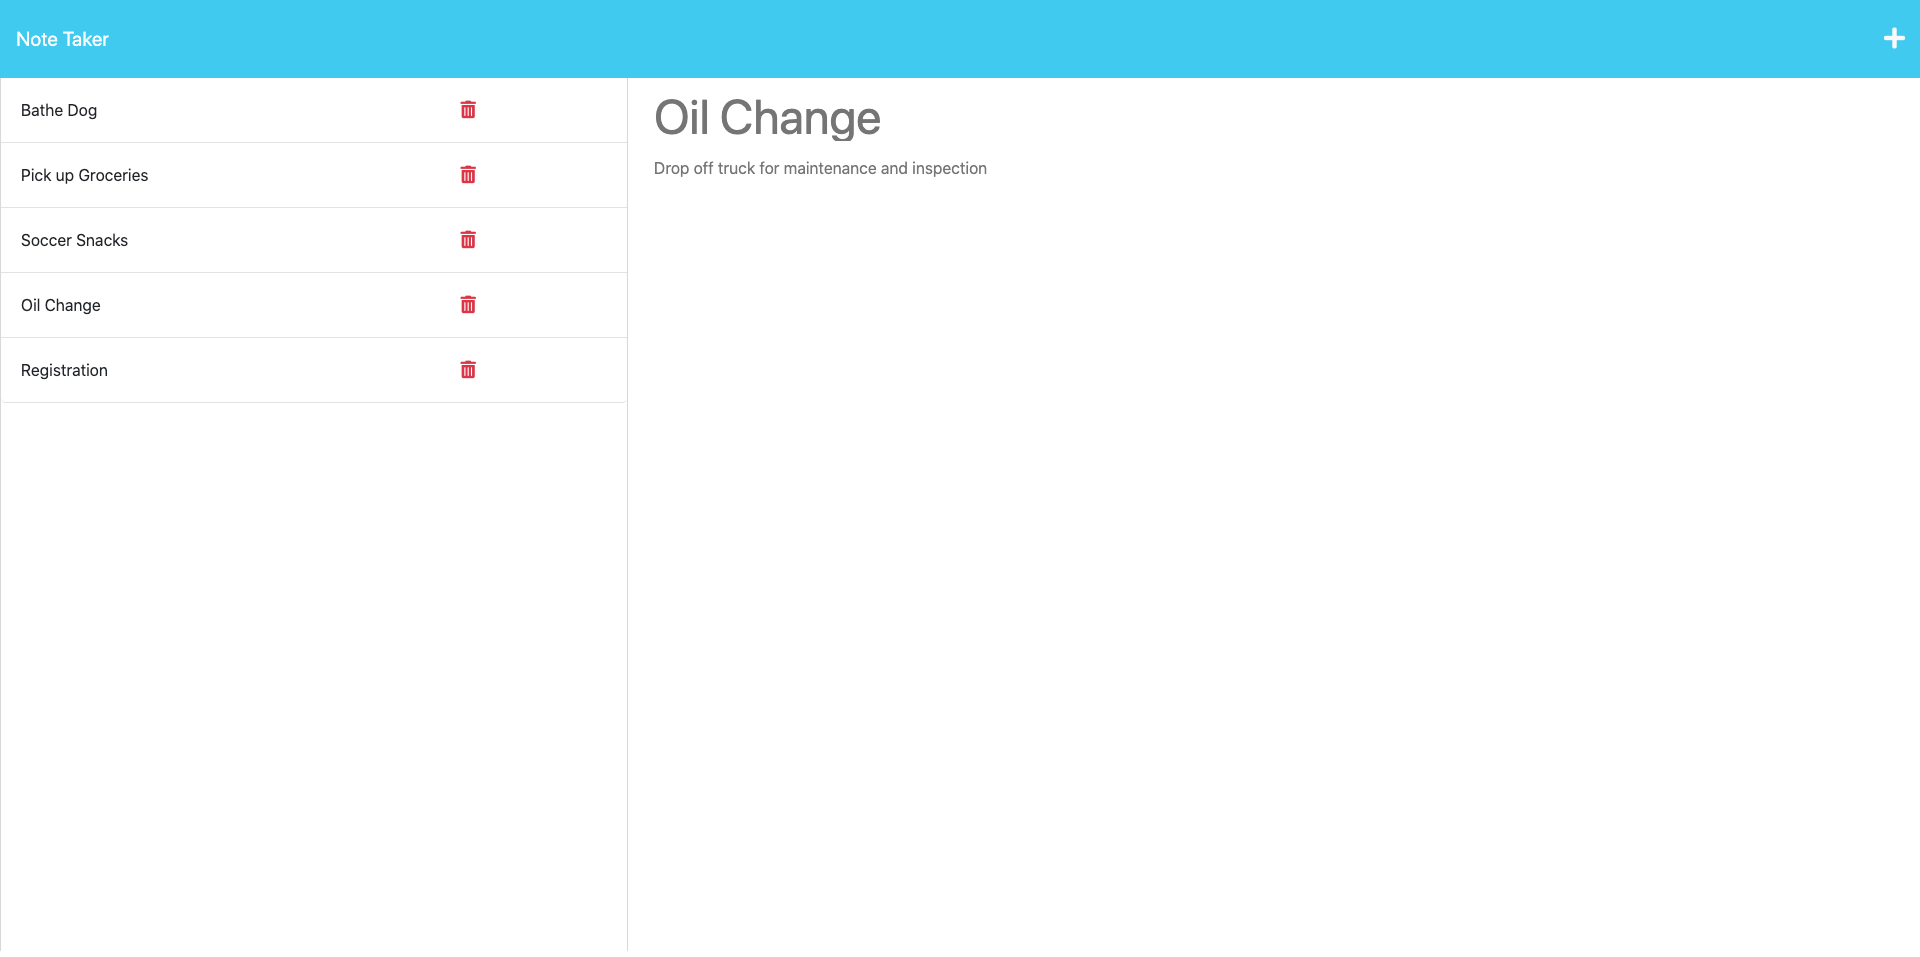 Note Taker
Bathe Dog
Pick up Groceries
Soccer Snacks
Oil Change
Registration
Oil Change
Drop off truck for maintenance and inspection